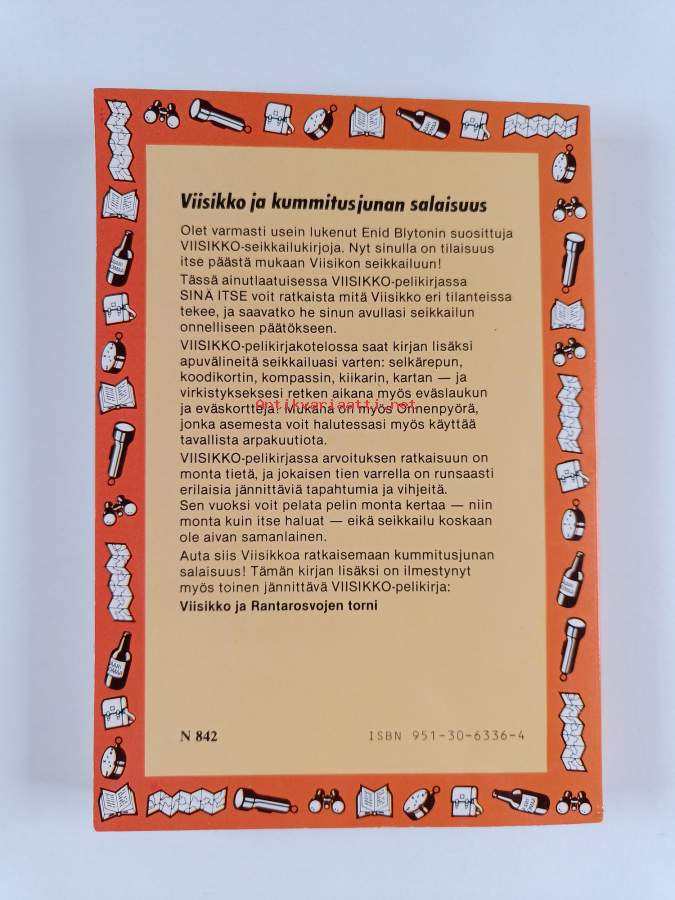 Viisikko ja kummitusjunan salaisuus
Olet varmasti usein lukenut Enid Blytonin suosittuja
VIISIKKO-seikkailukirjoja. Nyt sinulla on tilaisuus
itse päästä mukaan Viisikon seikkailuun!
Tässä ainutlaatuisessa VIISIKKO-pelikirjassa
SINÄ ITSE voit ratkaista mitä Viisikko eri tilanteissa
tekee, ja saavatko he sinun avullasi seikkailun
onnelliseen päätökseen.
VIISIKKO-pelikirjakotelossa saat kirjan lisäksi
apuvälineitä seikkailuasi varten: selkärepun,
koodikortin, kompassin, kiikarin, kartan — ja
virkistykseksesi retken aikana myös eväslaukun
ja eväskortteja! Mukana on myös onnenpyörä,
Antikvariaatti.net
jonka asemesta voit halutessasi myös käyttää
tavallista arpakuutiota.
VIISIKKO-pelikirjassa arvoituksen ratkaisuun on
monta tietä, ja jokaisen tien varrella on runsaasti
erilaisia jännittäviä tapahtumia ja vihjeitä.
Sen vuoksi voit pelata pelin monta kertaa — niin
monta kuin itse haluat — eikä seikkailu koskaan
ole aivan samanlainen.
Auta siis Viisikkoa ratkaisemaan kummitusjunan
salaisuus! Tämän kirjan lisäksi on ilmestynyt
myös toinen jännittävä VIISIKKO-pelikirja:
Viisikko ja Rantarosvojen torni
N 842
ISBN 951-30-6336-4